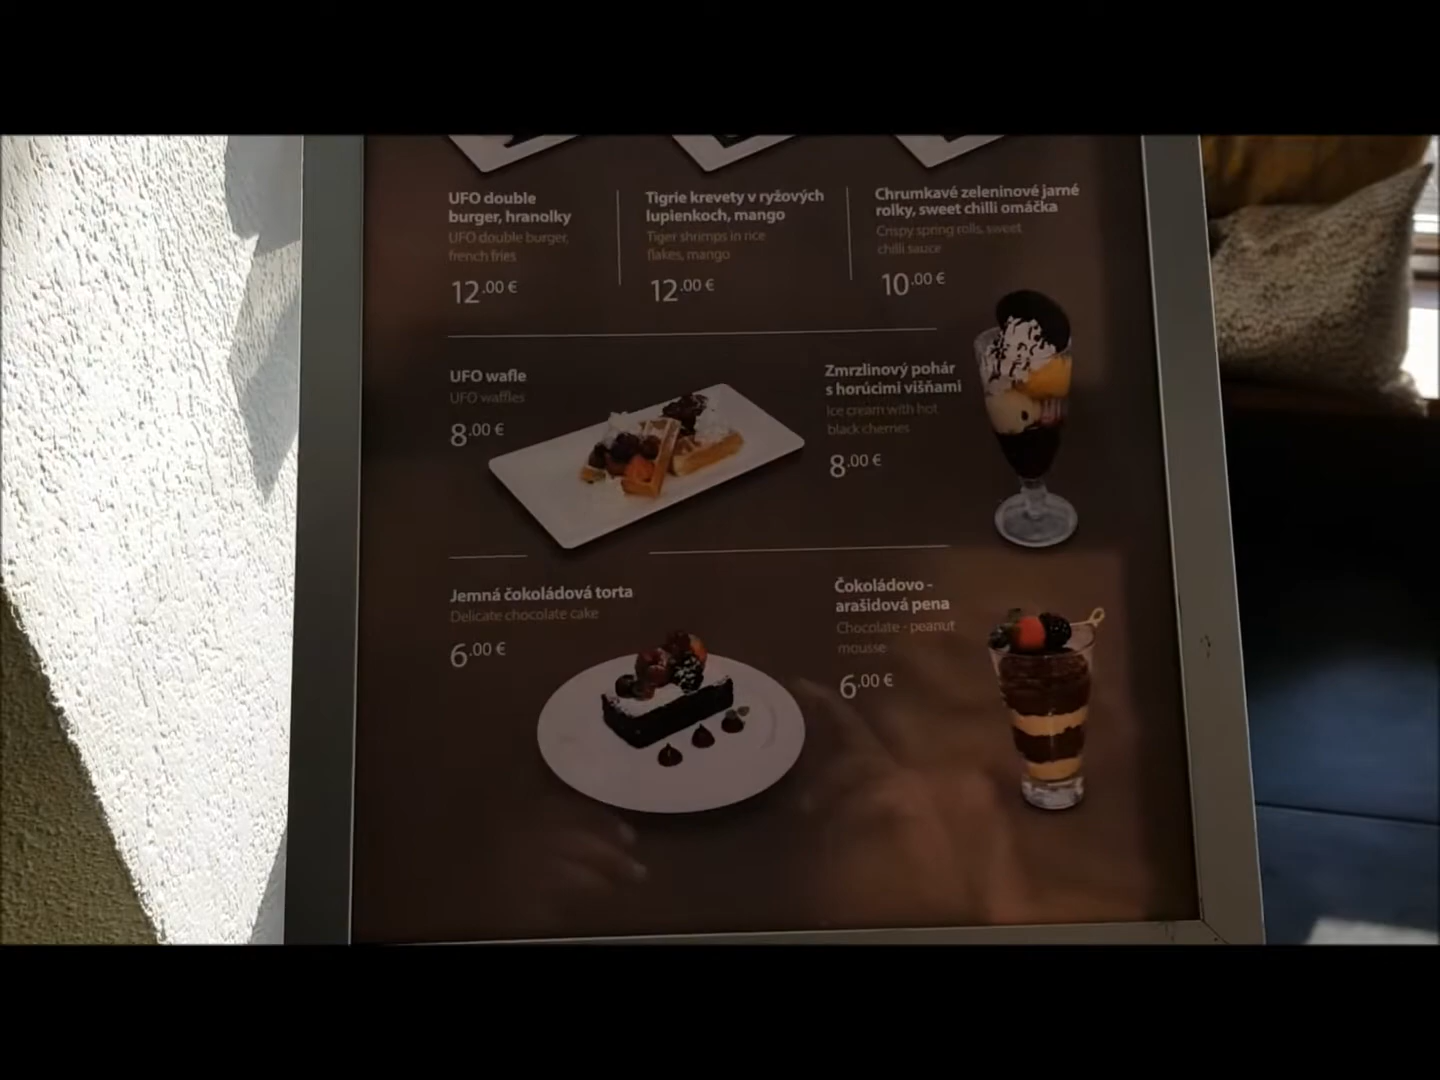 UFO double
burger, hranolky
UFO double burger,
french fries
12.00 €
Tigrie krevety v ryžových
lupienkoch, mango
Tiger shrimps in rice
flakes, mango
12.00 €
Chrumkavé zeleninové jarné
rolky, sweet chilli omáčka
Crispy spring rolls, sweet
chilli sauce
10.00 €
UFO wafle
UFO waffles
8.00 €
Zmrzlinový pohár
s horúcimi višňami
Ice cream with hot
black cherries
8.00 €
Jemná čokoládová torta
Delicate chocolate cake
6.00 €
Čokoládovo -
arašidová pena
Chocolate - peanut
mousse
6.00 €